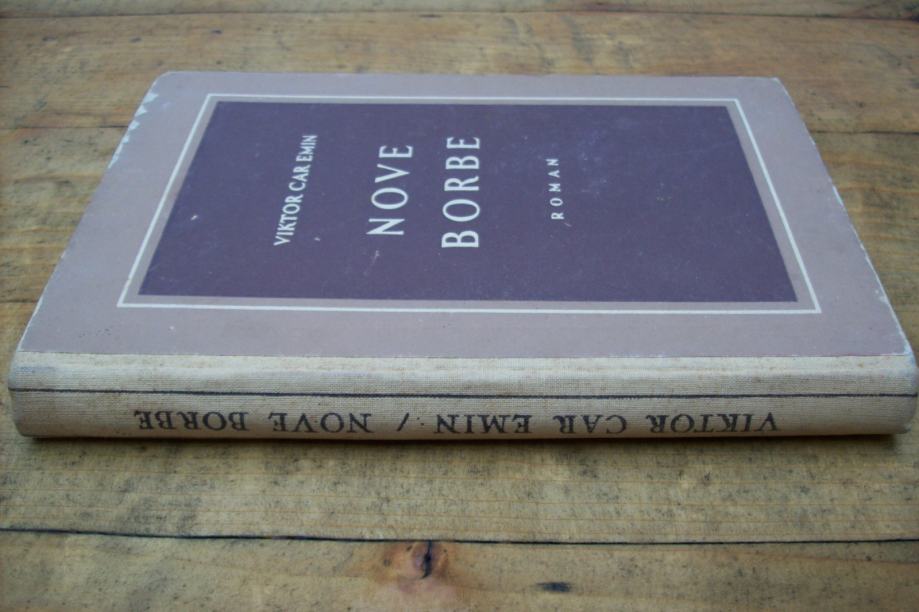 VIKTOR CAR EMIN
NOVE
BORBE
ROMAN
VIKTOR CAR EMIN / NOVE BORBE